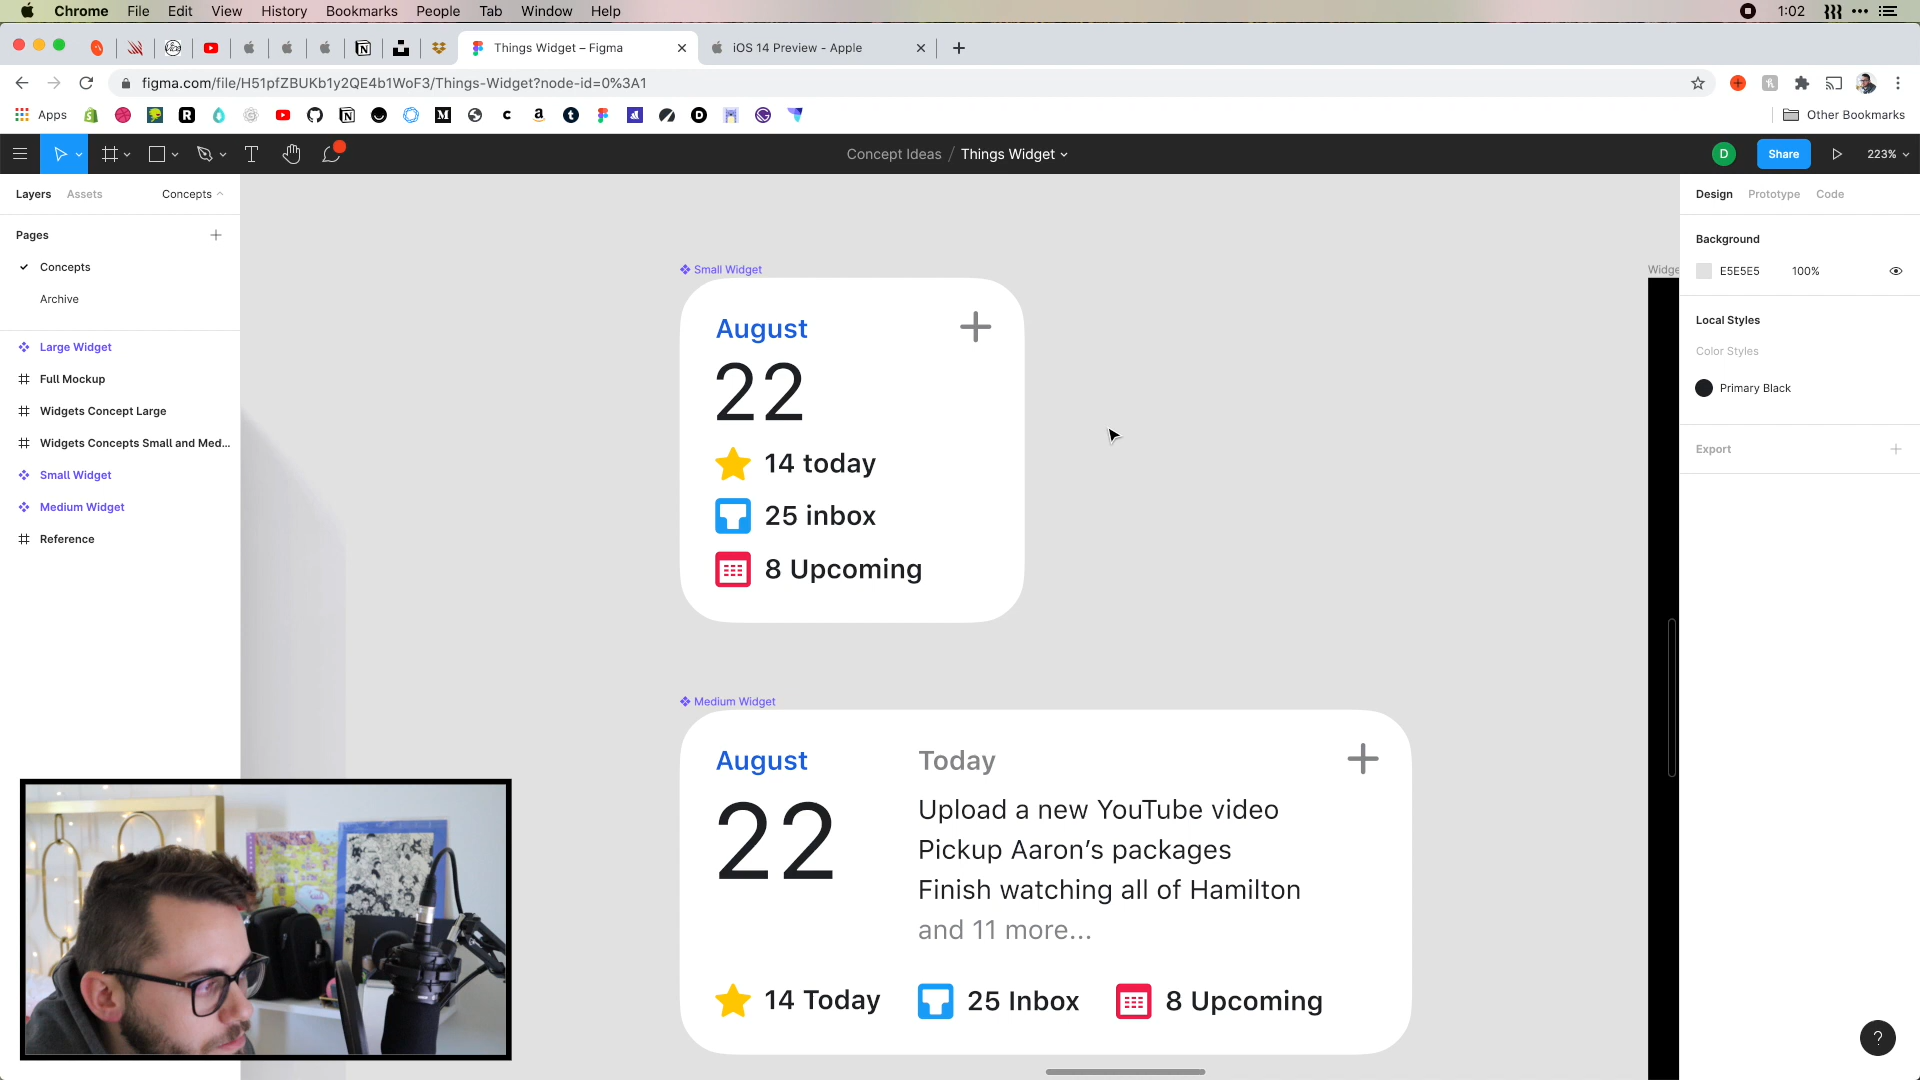 Chrome File Edit View History Bookmarks People Tab Window Help 1:02
Things Widget – Figma
iOS 14 Preview - Apple
figma.com/file/H51pfZBUKb1y2QE4b1WoF3/Things-Widget?node-id=0%3A1
Apps
Other Bookmarks
Concept Ideas / Things Widget
D
Share
223%
Layers Assets Concepts
Pages
Concepts
Archive
Large Widget
Full Mockup
Widgets Concept Large
Widgets Concepts Small and Med...
Small Widget
Medium Widget
Reference
Small Widget
August
22
14 today
25 inbox
8 Upcoming
Medium Widget
August
22
Today
Upload a new YouTube video
Pickup Aaron’s packages
Finish watching all of Hamilton
and 11 more...
14 Today
25 Inbox
8 Upcoming
Widge
Design Prototype Code
Background
E5E5E5 100%
Local Styles
Color Styles
Primary Black
Export
?